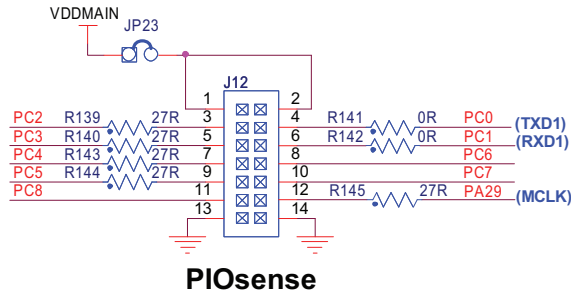 VDDMAIN
JP23
J12
1 2
PC2 R139 27R 3 4 R141 0R PC0 (TXD1)
PC3 R140 27R 5 6 R142 0R PC1 (RXD1)
PC4 R143 27R 7 8 PC6
PC5 R144 27R 9 10 PC7
PC8 11 12 R145 27R PA29 (MCLK)
13 14
PIOsense